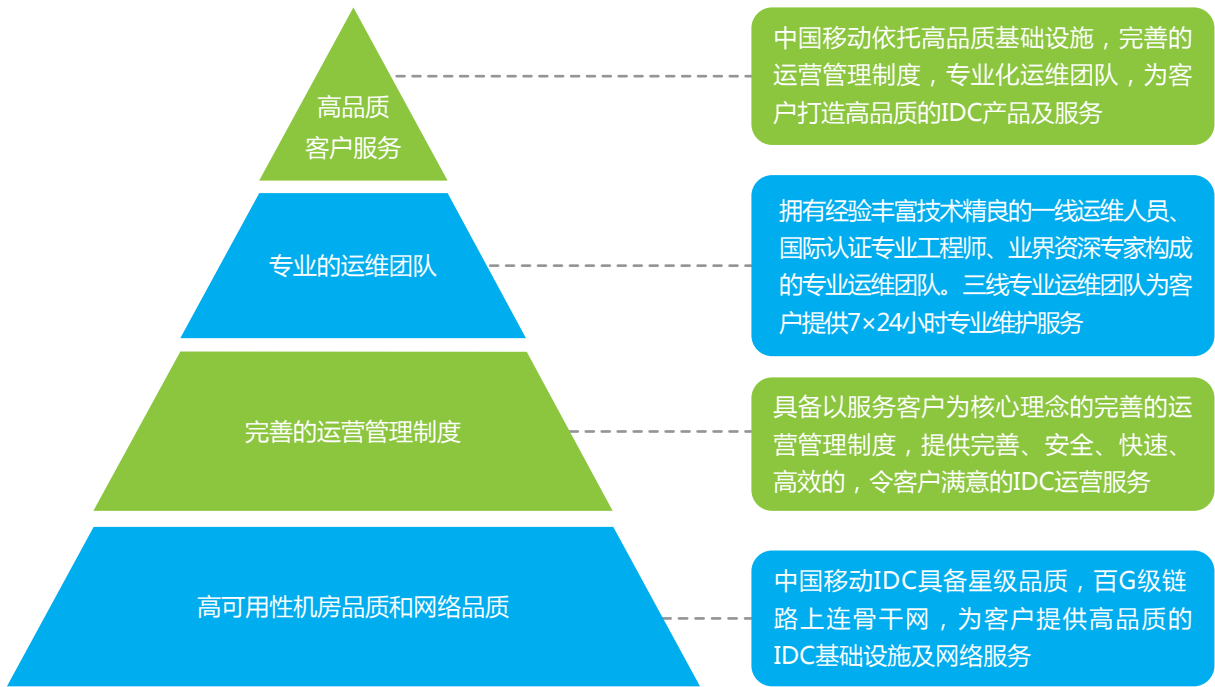 高品质
客户服务
中国移动依托高品质基础设施，完善的
运营管理制度，专业化运维团队，为客
户打造高品质的IDC产品及服务
专业的运维团队
拥有经验丰富技术精良的一线运维人员、
国际认证专业工程师、业界资深专家构成
的专业运维团队。三线专业运维团队为客
户提供7×24小时专业维护服务
完善的运营管理制度
具备以服务客户为核心理念的完善的运
营管理制度，提供完善、安全、快速、
高效的，令客户满意的IDC运营服务
高可用性机房品质和网络品质
中国移动IDC具备星级品质，百G级链
路上连骨干网，为客户提供高品质的
IDC基础设施及网络服务